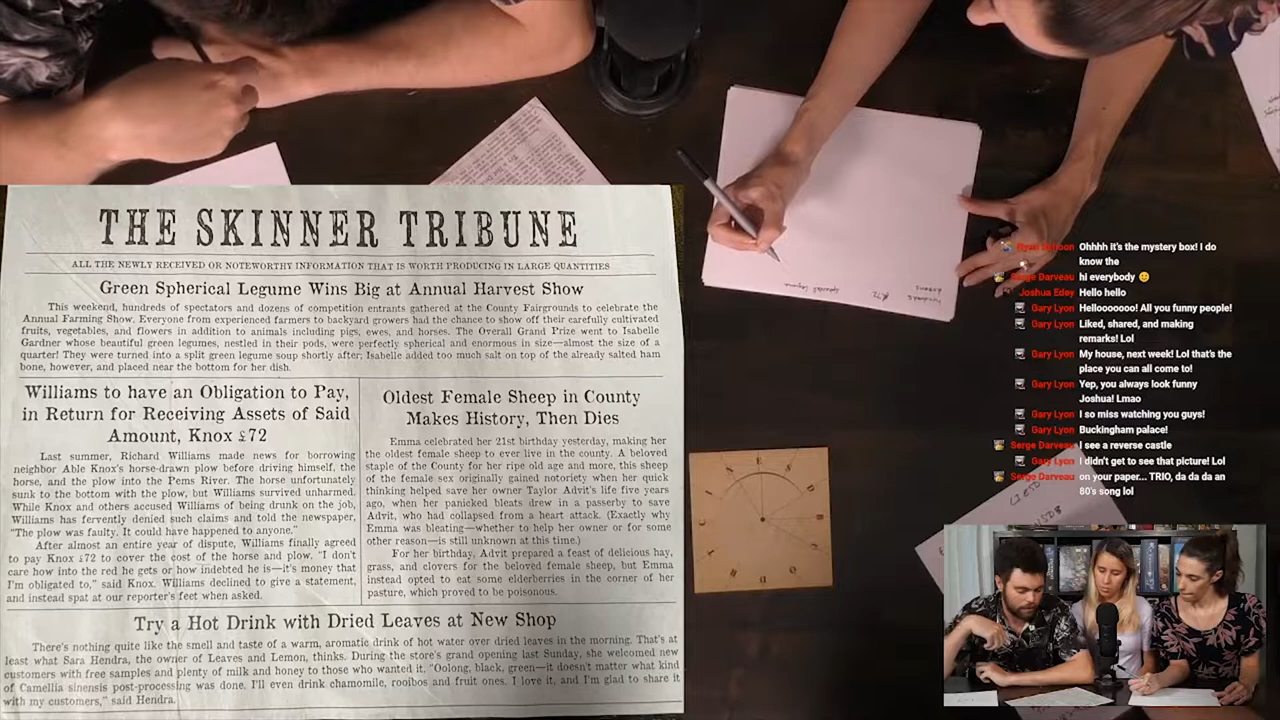 THE SKINNER TRIBUNE
ALL THE NEWLY RECEIVED OR NOTEWORTHY INFORMATION THAT IS WORTH PRODUCING IN LARGE QUANTITIES
Green Spherical Legume Wins Big at Annual Harvest Show
This weekend, hundreds of spectators and dozens of competition entrants gathered at the County Fairgrounds to celebrate the
Annual Farming Show. Everyone from experienced farmers to backyard growers had the chance to show off their carefully cultivated
fruits, vegetables, and flowers in addition to animals including pigs, ewes, and horses. The Overall Grand Prize went to Isabelle
Gardner whose beautiful green legumes, nestled in their pods, were perfectly spherical and enormous in size—almost the size of a
quarter! They were turned into a split green legume soup shortly after; Isabelle added too much salt on top of the already salted ham
bone, however, and placed near the bottom for her dish.
Williams to have an Obligation to Pay,
in Return for Receiving Assets of Said
Amount, Knox £72
Last summer, Richard Williams made news for borrowing
neighbor Able Knox's horse-drawn plow before driving himself, the
horse, and the plow into the Pems River. The horse unfortunately
sunk to the bottom with the plow, but Williams survived unharmed.
While Knox and others accused Williams of being drunk on the job,
Williams has fervently denied such claims and told the newspaper,
"The plow was faulty. It could have happened to anyone."
After almost an entire year of dispute, Williams finally agreed
to pay Knox £72 to cover the cost of the horse and plow. "I don't
care how into the red he gets or how indebted he is—it's money that
I'm obligated to," said Knox. Williams declined to give a statement,
and instead spat at our reporter's feet when asked.
Oldest Female Sheep in County
Makes History, Then Dies
Emma celebrated her 21st birthday yesterday, making her
the oldest female sheep to ever live in the county. A beloved
staple of the County for her ripe old age and more, this sheep
of the female sex originally gained notoriety when her quick
thinking helped save her owner Taylor Advit's life five years
ago, when her panicked bleats drew in a passerby to save
Advit, who had collapsed from a heart attack. (Exactly why
Emma was bleating—whether to help her owner or for some
other reason—is still unknown at this time.)
For her birthday, Advit prepared a feast of delicious hay,
grass, and clovers for the beloved female sheep, but Emma
instead opted to eat some elderberries in the corner of her
pasture, which proved to be poisonous.
Try a Hot Drink with Dried Leaves at New Shop
There's nothing quite like the smell and taste of a warm, aromatic drink of hot water over dried leaves in the morning. That's at
least what Sara Hendra, the owner of Leaves and Lemon, thinks. During the store's grand opening last Sunday, she welcomed new
customers with free samples and plenty of milk and honey to those who wanted it. "Oolong, black, green—it doesn't matter what kind
of Camellia sinensis post-processing was done. I'll even drink chamomile, rooibos and fruit ones. I love it, and I'm glad to share it
with my customers," said Hendra.
Ohhhh it's the mystery box! I do
know the
Serge Darveau hi everybody 🙂
Joshua Edey Hello hello
Gary Lyon Hellooooooo! All you funny people!
Gary Lyon Liked, shared, and making
remarks! Lol
Gary Lyon My house, next week! Lol that's the
place you can all come to!
Gary Lyon Yep, you always look funny
Joshua! Lmao
Gary Lyon I so miss watching you guys!
Gary Lyon Buckingham palace!
Serge Darveau I see a reverse castle
Gary Lyon I didn't get to see that picture! Lol
Serge Darveau on your paper... TRIO, da da da an
80's song lol